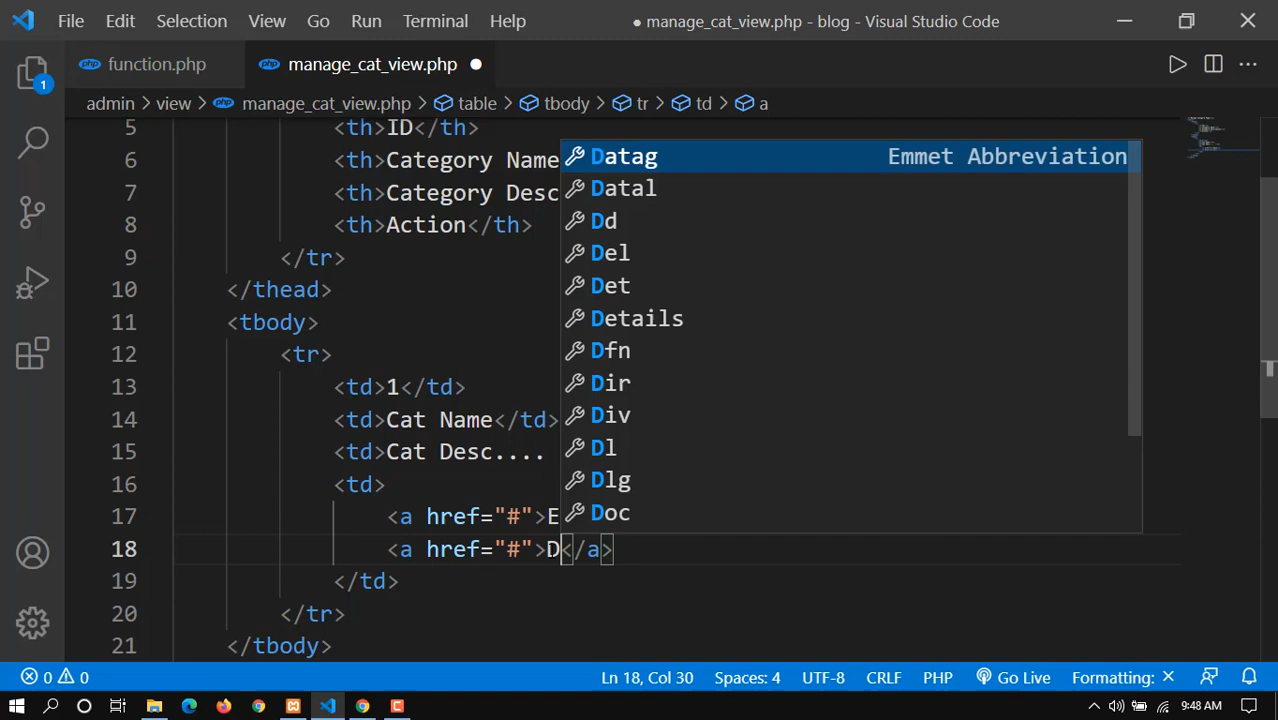 File Edit Selection View Go Run Terminal Help ● manage_cat_view.php - blog - Visual Studio Code
function.php manage_cat_view.php ●
admin > view > manage_cat_view.php > table > tbody > tr > td > a
5 <th>ID</th>
6 <th>Category Name
7 <th>Category Desc
8 <th>Action</th>
9 </tr>
10 </thead>
11 <tbody>
12 <tr>
13 <td>1</td>
14 <td>Cat Name</td>
15 <td>Cat Desc....
16 <td>
17 <a href="#">E
18 <a href="#">D</a>
19 </td>
20 </tr>
21 </tbody>
Datag Emmet Abbreviation
Datal
Dd
Del
Det
Details
Dfn
Dir
Div
Dl
Dlg
Doc
1
0 0 Ln 18, Col 30 Spaces: 4 UTF-8 CRLF PHP Go Live Formatting: ×
9:48 AM